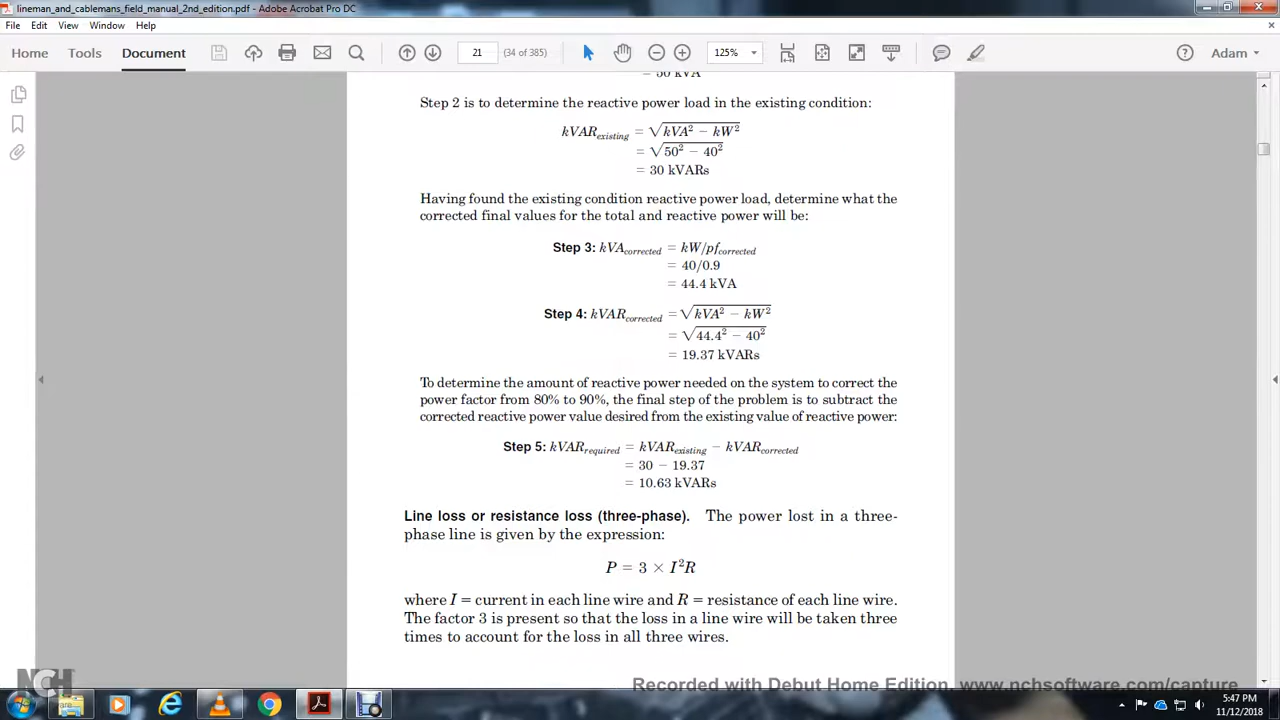 lineman_and_cablemans_field_manual_2nd_edition.pdf - Adobe Acrobat Pro DC
File Edit View Window Help
Home Tools Document 21 (34 of 385) 125% Adam
= 50 kVA
Step 2 is to determine the reactive power load in the existing condition:
kVARexisting = √kVA² − kW²
= √50² − 40²
= 30 kVARs
Having found the existing condition reactive power load, determine what the
corrected final values for the total and reactive power will be:
Step 3: kVAcorrected = kW/pfcorrected
= 40/0.9
= 44.4 kVA
Step 4: kVARcorrected = √kVA² − kW²
= √44.4² − 40²
= 19.37 kVARs
To determine the amount of reactive power needed on the system to correct the
power factor from 80% to 90%, the final step of the problem is to subtract the
corrected reactive power value desired from the existing value of reactive power:
Step 5: kVARrequired = kVARexisting − kVARcorrected
= 30 − 19.37
= 10.63 kVARs
Line loss or resistance loss (three-phase). The power lost in a three-
phase line is given by the expression:
P = 3 × I²R
where I = current in each line wire and R = resistance of each line wire.
The factor 3 is present so that the loss in a line wire will be taken three
times to account for the loss in all three wires.
NCH
Recorded with Debut Home Edition. www.nchsoftware.com/capture
5:47 PM
11/12/2018